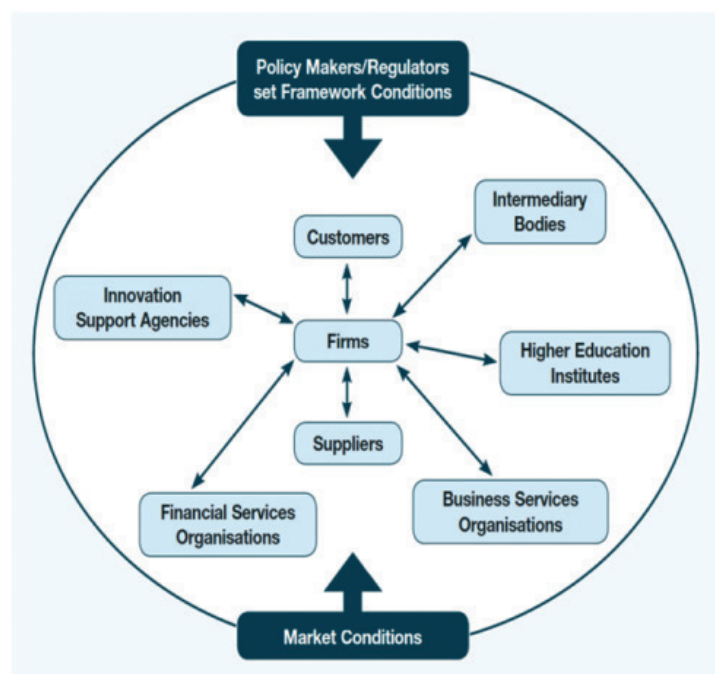 Policy Makers/Regulators
set Framework Conditions
Intermediary
Bodies
Customers
Innovation
Support Agencies
Firms
Higher Education
Institutes
Suppliers
Financial Services
Organisations
Business Services
Organisations
Market Conditions